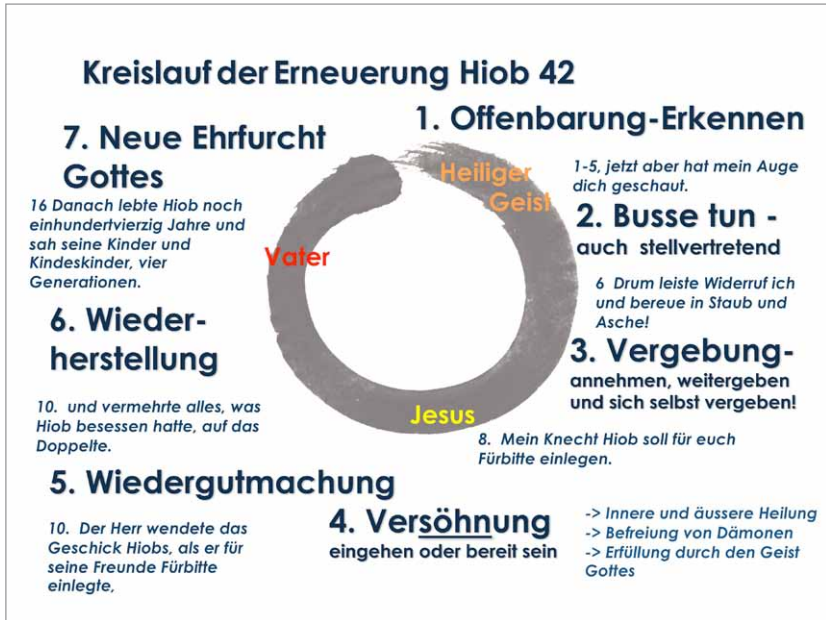 Kreislauf der Erneuerung Hiob 42
1. Offenbarung-Erkennen
Heiliger
Geist
1-5, jetzt aber hat mein Auge
dich geschaut.
2. Busse tun -
auch stellvertretend
6 Drum leiste Widerruf ich
und bereue in Staub und
Asche!
3. Vergebung-
annehmen, weitergeben
und sich selbst vergeben!
8. Mein Knecht Hiob soll für euch
Fürbitte einlegen.
Jesus
4. Versöhnung
eingehen oder bereit sein
-> Innere und äussere Heilung
-> Befreiung von Dämonen
-> Erfüllung durch den Geist
Gottes
5. Wiedergutmachung
10. Der Herr wendete das
Geschick Hiobs, als er für
seine Freunde Fürbitte
einlegte,
6. Wieder-
herstellung
10. und vermehrte alles, was
Hiob besessen hatte, auf das
Doppelte.
Vater
7. Neue Ehrfurcht
Gottes
16 Danach lebte Hiob noch
einhundertvierzig Jahre und
sah seine Kinder und
Kindeskinder, vier
Generationen.